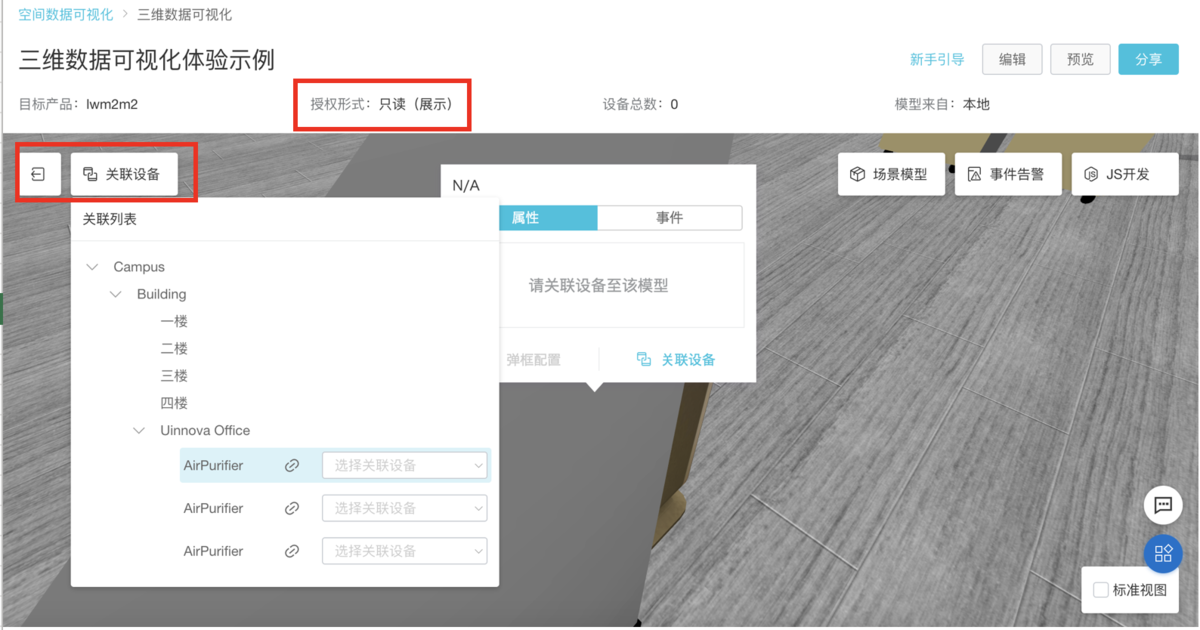 空间数据可视化 > 三维数据可视化
三维数据可视化体验示例
新手引导 编辑 预览 分享
目标产品：lwm2m2 授权形式：只读（展示） 设备总数：0 模型来自：本地
关联设备 场景模型 事件告警 JS开发
关联列表
Campus
Building
一楼
二楼
三楼
四楼
Uinnova Office
AirPurifier 选择关联设备
AirPurifier 选择关联设备
AirPurifier 选择关联设备
N/A
属性 事件
请关联设备至该模型
弹框配置 关联设备
标准视图